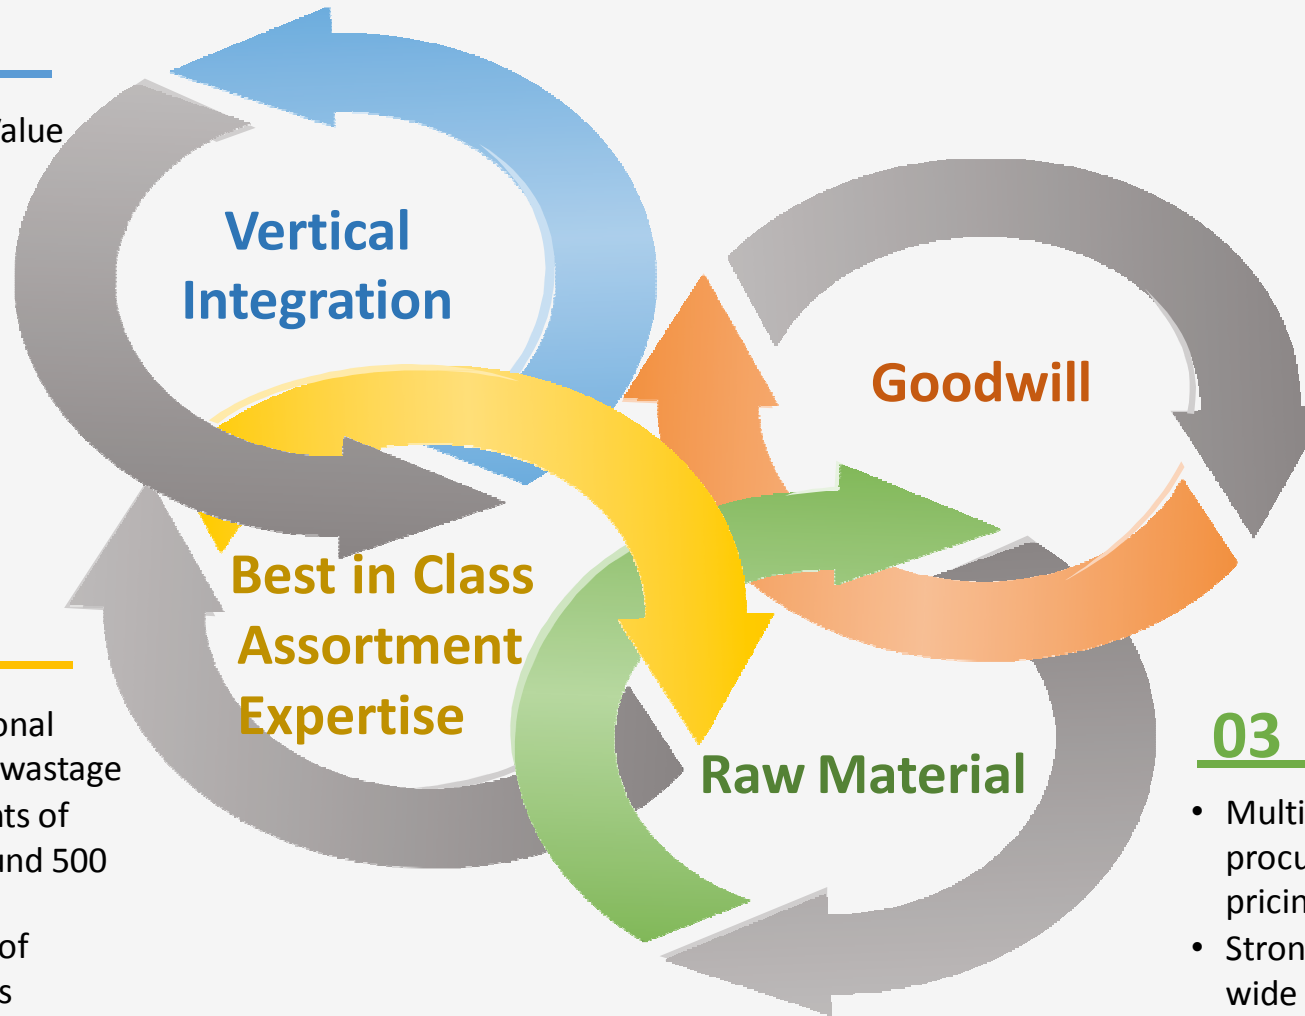 Value
Vertical
Integration
Goodwill
Best in Class
Assortment
Expertise
Raw Material
onal
wastage
nts of
und 500
of
s
03
• Multi
procu
pricin
• Stron
wide